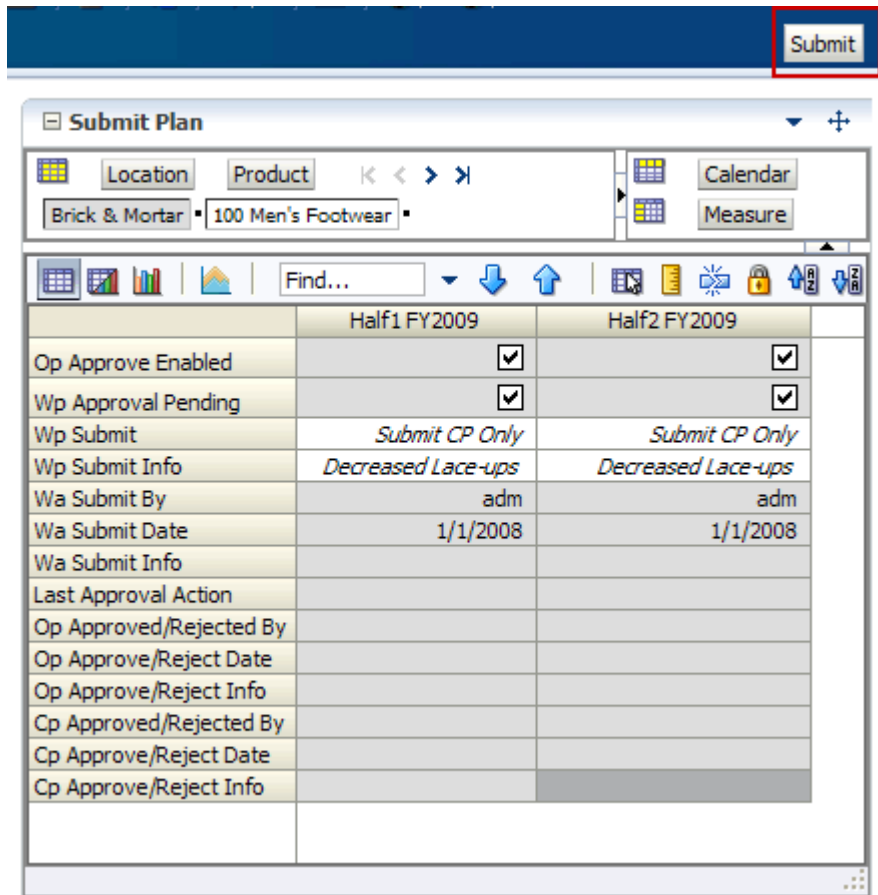 Submit
Submit Plan
Location Product Calendar
Brick & Mortar 100 Men's Footwear Measure
Find...
Half1 FY2009 Half2 FY2009
Op Approve Enabled
Wp Approval Pending
Wp Submit Submit CP Only Submit CP Only
Wp Submit Info Decreased Lace-ups Decreased Lace-ups
Wa Submit By adm adm
Wa Submit Date 1/1/2008 1/1/2008
Wa Submit Info
Last Approval Action
Op Approved/Rejected By
Op Approve/Reject Date
Op Approve/Reject Info
Cp Approved/Rejected By
Cp Approve/Reject Date
Cp Approve/Reject Info